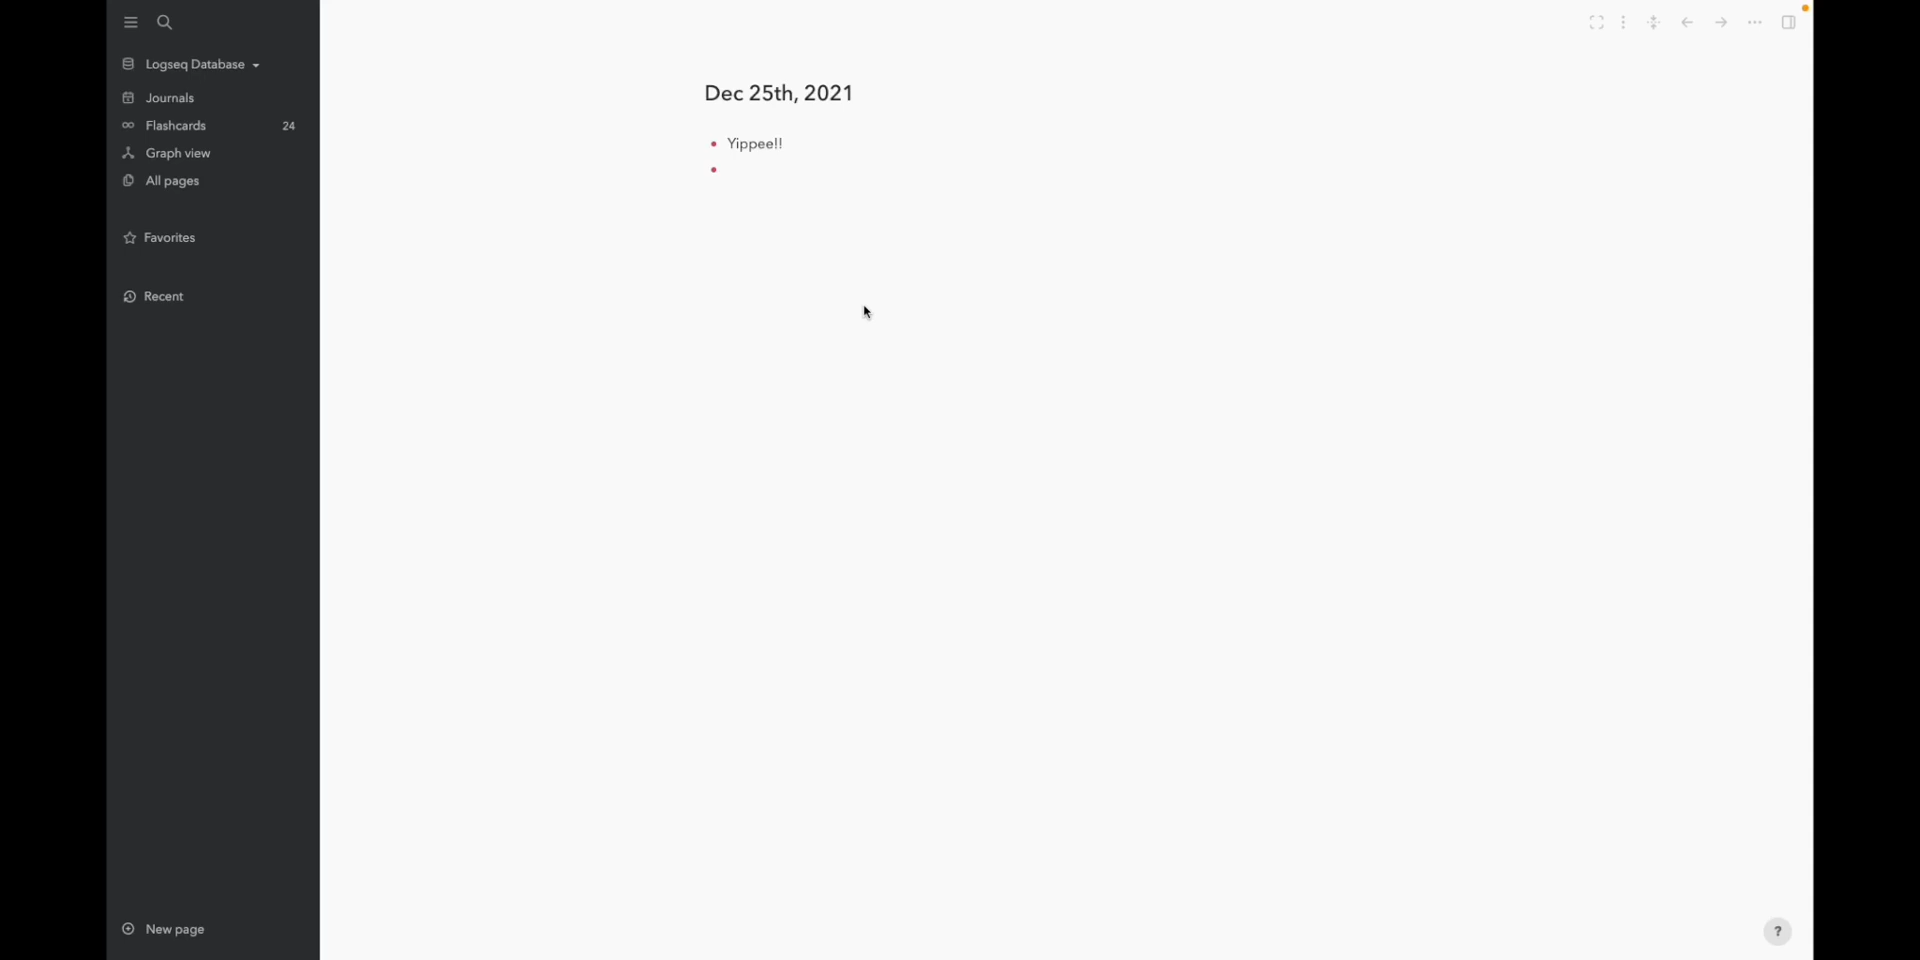 Logseq Database
Journals
Flashcards 24
Graph view
All pages
Favorites
Recent
New page
Dec 25th, 2021
Yippee!!
?